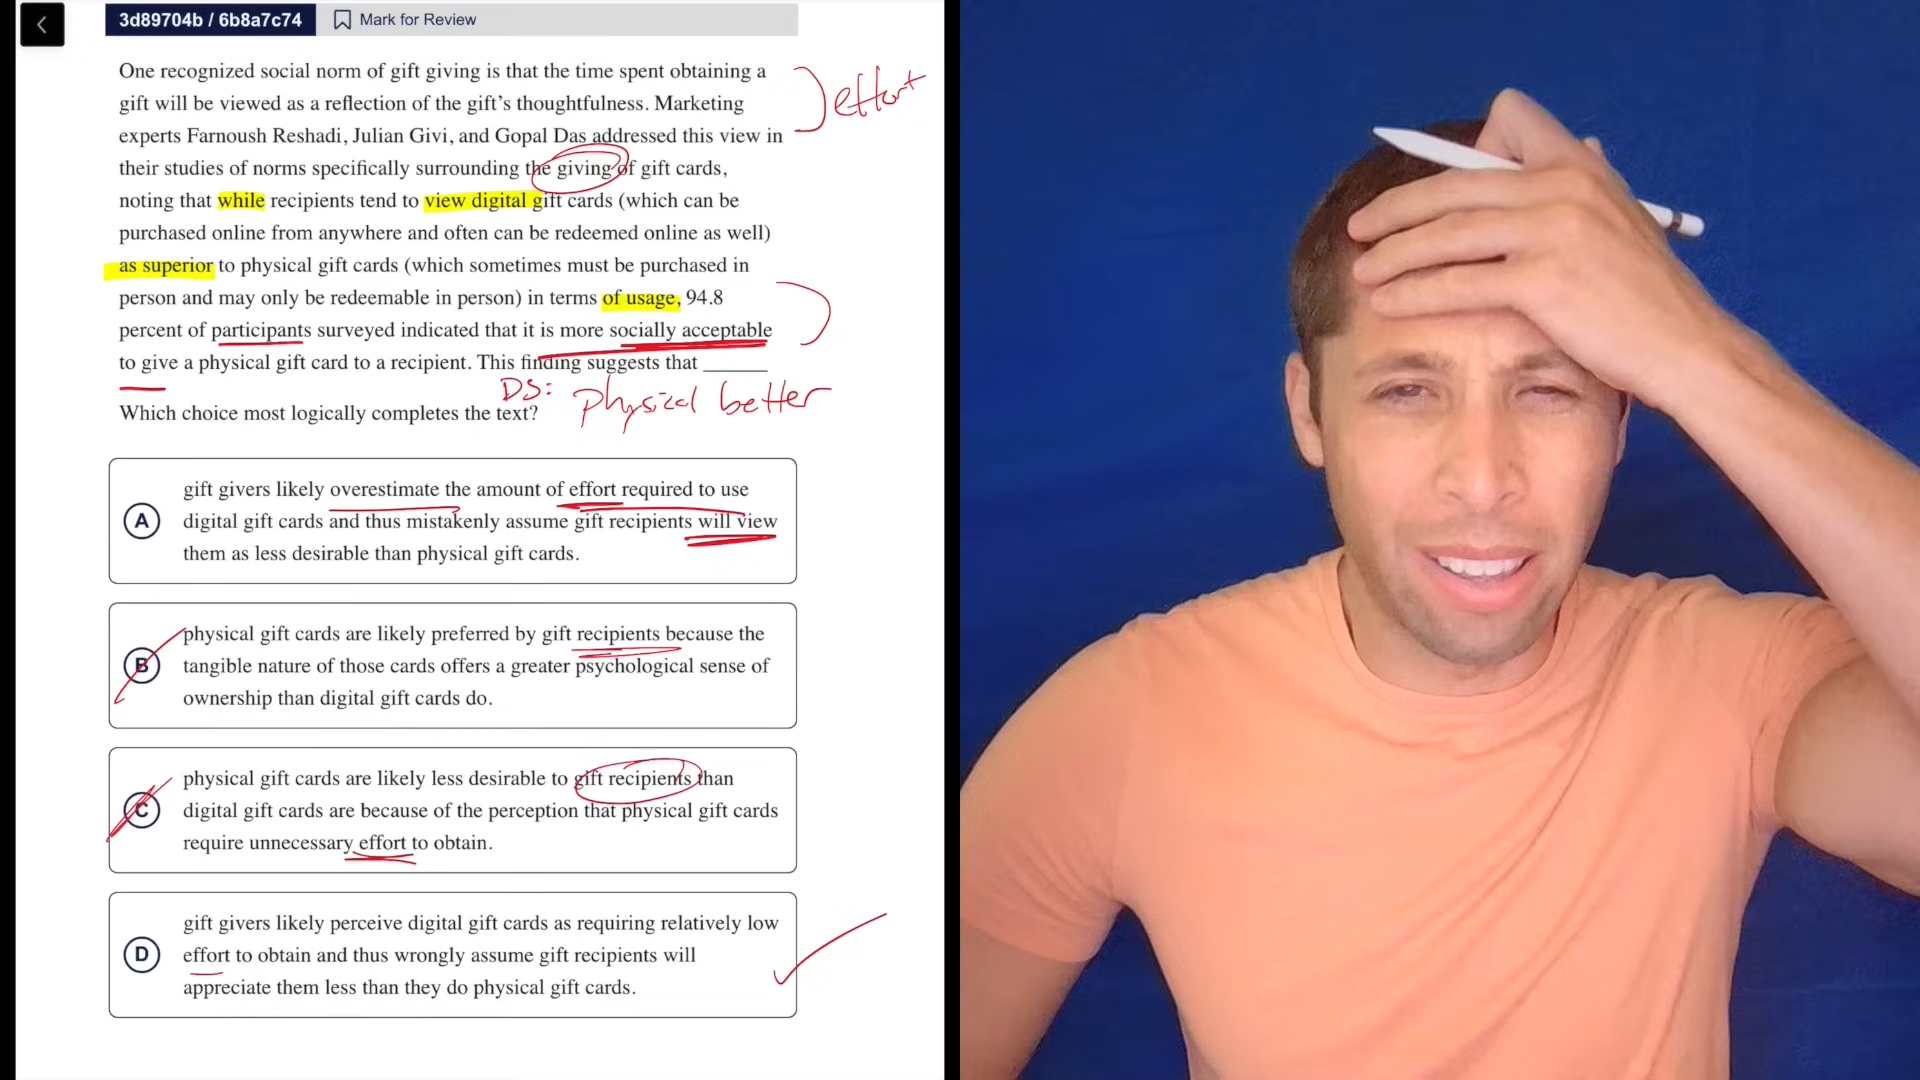 3d89704b / 6b8a7c74 Mark for Review
One recognized social norm of gift giving is that the time spent obtaining a
gift will be viewed as a reflection of the gift's thoughtfulness. Marketing
effort
experts Farnoush Reshadi, Julian Givi, and Gopal Das addressed this view in
their studies of norms specifically surrounding the giving of gift cards,
noting that while recipients tend to view digital gift cards (which can be
purchased online from anywhere and often can be redeemed online as well)
as superior to physical gift cards (which sometimes must be purchased in
person and may only be redeemable in person) in terms of usage, 94.8
percent of participants surveyed indicated that it is more socially acceptable
to give a physical gift card to a recipient. This finding suggests that ______
DS: physical better
Which choice most logically completes the text?
A
gift givers likely overestimate the amount of effort required to use
digital gift cards and thus mistakenly assume gift recipients will view
them as less desirable than physical gift cards.
B
physical gift cards are likely preferred by gift recipients because the
tangible nature of those cards offers a greater psychological sense of
ownership than digital gift cards do.
C
physical gift cards are likely less desirable to gift recipients than
digital gift cards are because of the perception that physical gift cards
require unnecessary effort to obtain.
D
gift givers likely perceive digital gift cards as requiring relatively low
effort to obtain and thus wrongly assume gift recipients will
appreciate them less than they do physical gift cards.